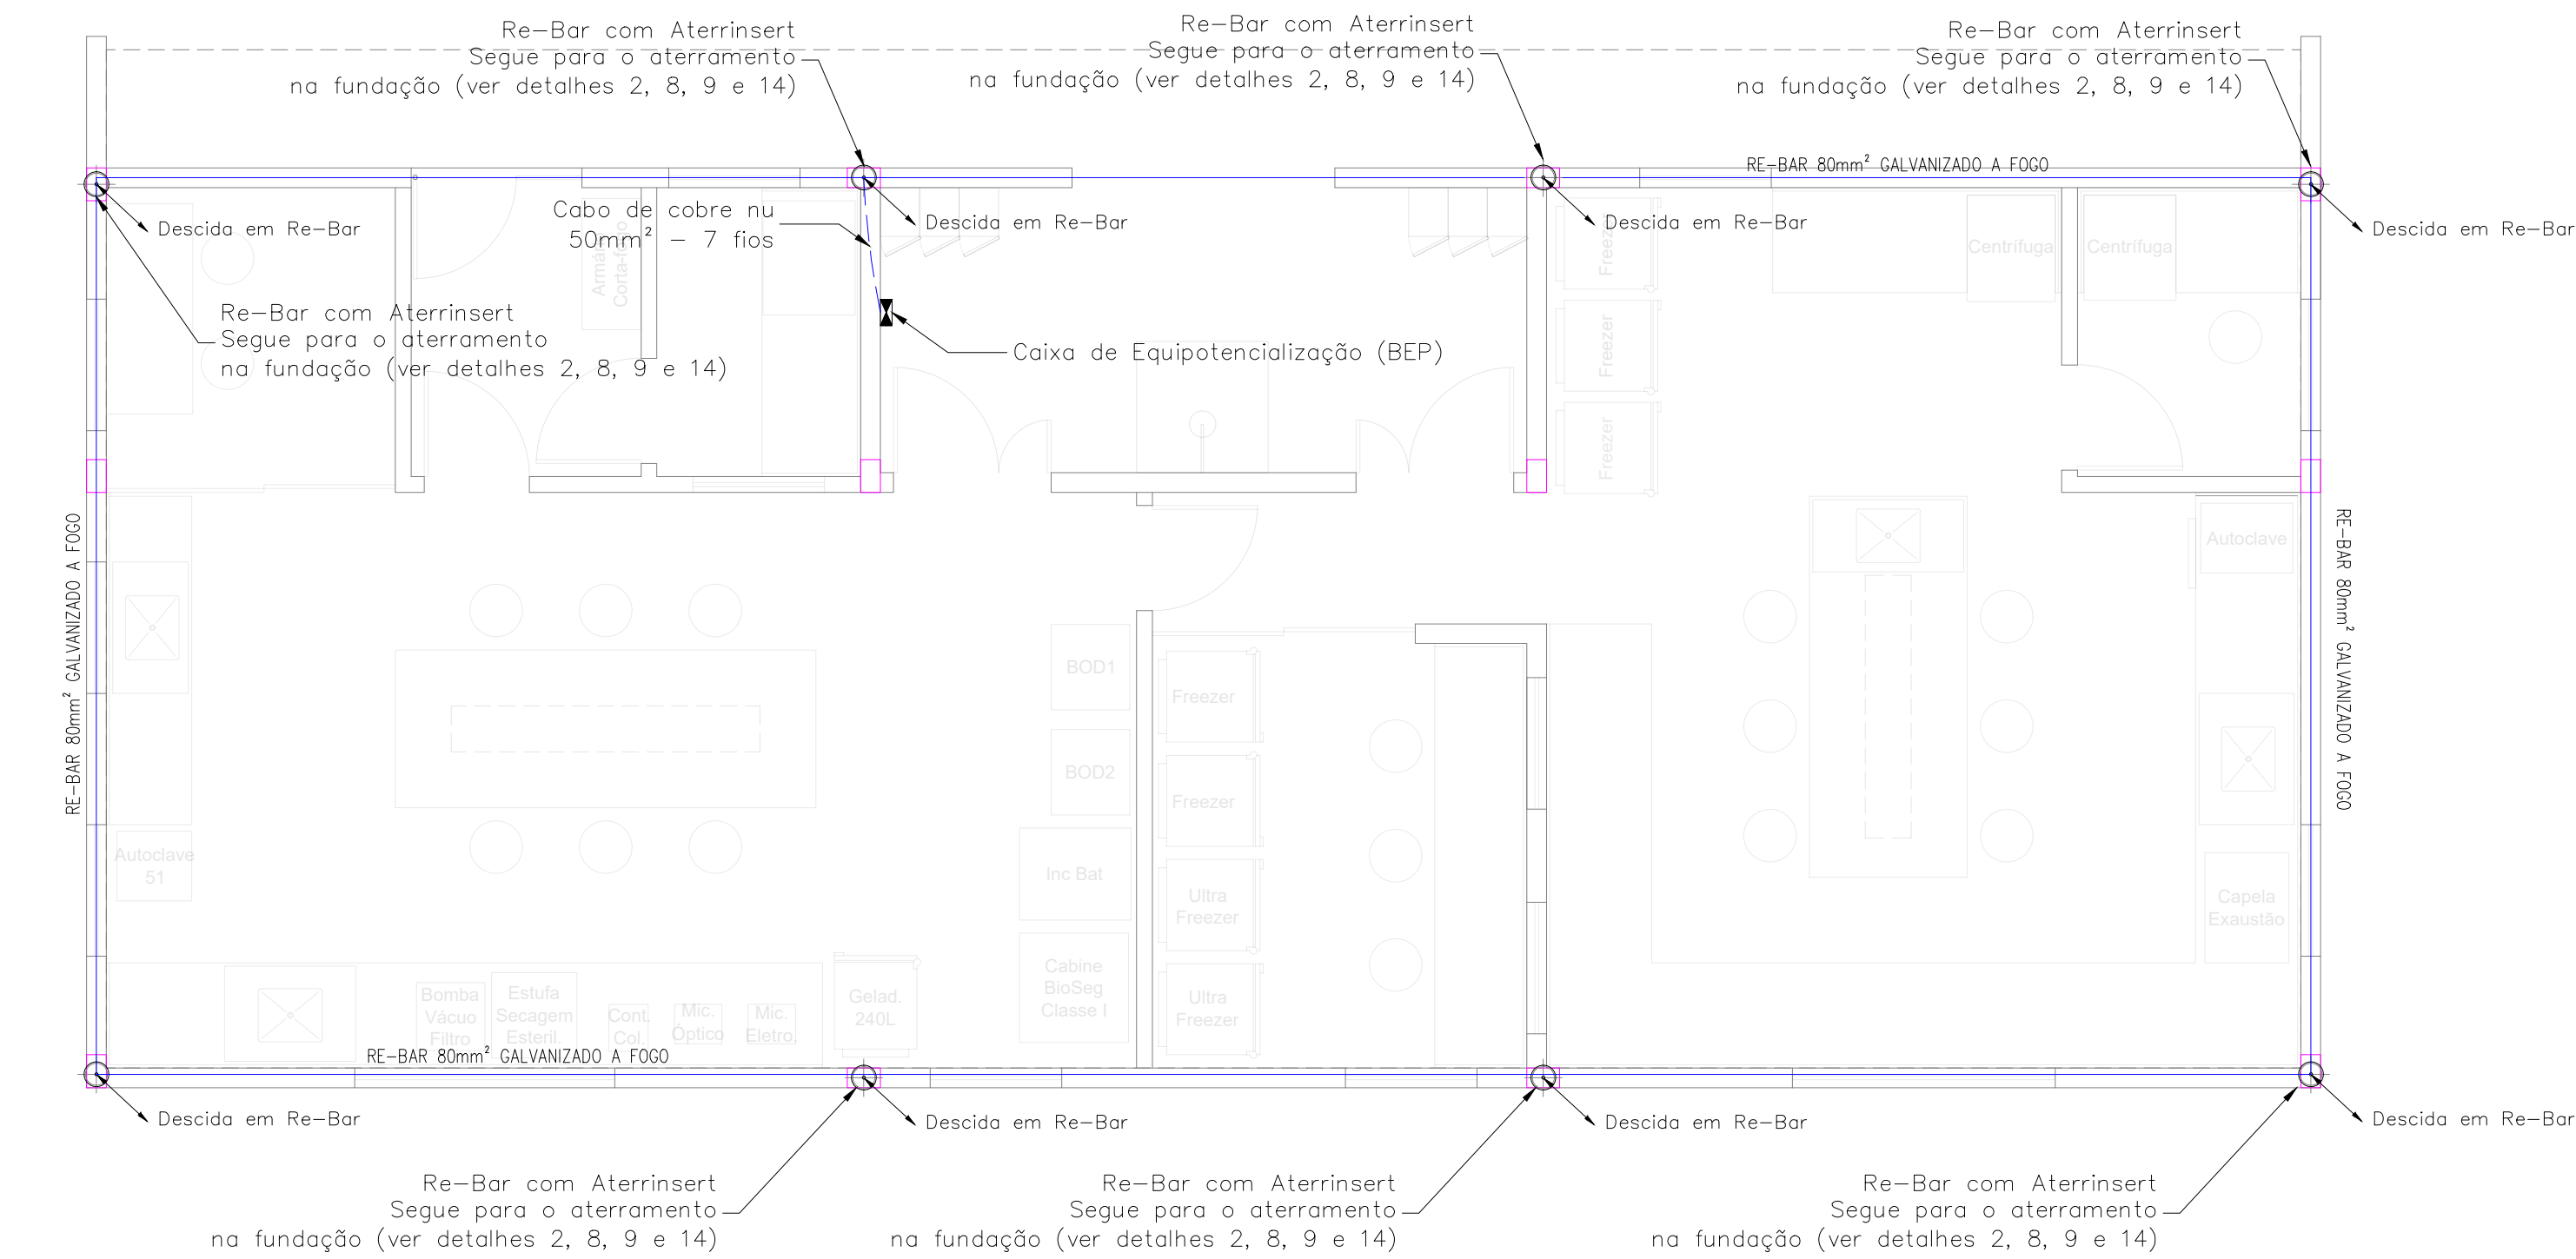 Re-Bar com Aterrinsert
Segue para o aterramento
na fundação (ver detalhes 2, 8, 9 e 14)
Re-Bar com Aterrinsert
Segue para o aterramento
na fundação (ver detalhes 2, 8, 9 e 14)
Re-Bar com Aterrinsert
Segue para o aterramento
na fundação (ver detalhes 2, 8, 9 e 14)
RE-BAR 80mm² GALVANIZADO A FOGO
Descida em Re-Bar
Cabo de cobre nu
50mm² - 7 fios
Descida em Re-Bar
Descida em Re-Bar
Descida em Re-Bar
Armário
Corta-fogo
Freezer
Centrífuga
Centrífuga
Re-Bar com Aterrinsert
Segue para o aterramento
na fundação (ver detalhes 2, 8, 9 e 14)
Caixa de Equipotencialização (BEP)
Freezer
Freezer
RE-BAR 80mm² GALVANIZADO A FOGO
RE-BAR 80mm² GALVANIZADO A FOGO
Autoclave
BOD1
Freezer
BOD2
Freezer
Autoclave
51
Inc Bat
Ultra
Freezer
Capela
Exaustão
Bomba
Vácuo
Filtro
Estufa
Secagem
Esteril.
Cont.
Col.
Mic.
Óptico
Mic.
Eletro.
Gelad.
240L
Cabine
BioSeg
Classe I
Ultra
Freezer
RE-BAR 80mm² GALVANIZADO A FOGO
Descida em Re-Bar
Descida em Re-Bar
Descida em Re-Bar
Descida em Re-Bar
Re-Bar com Aterrinsert
Segue para o aterramento
na fundação (ver detalhes 2, 8, 9 e 14)
Re-Bar com Aterrinsert
Segue para o aterramento
na fundação (ver detalhes 2, 8, 9 e 14)
Re-Bar com Aterrinsert
Segue para o aterramento
na fundação (ver detalhes 2, 8, 9 e 14)